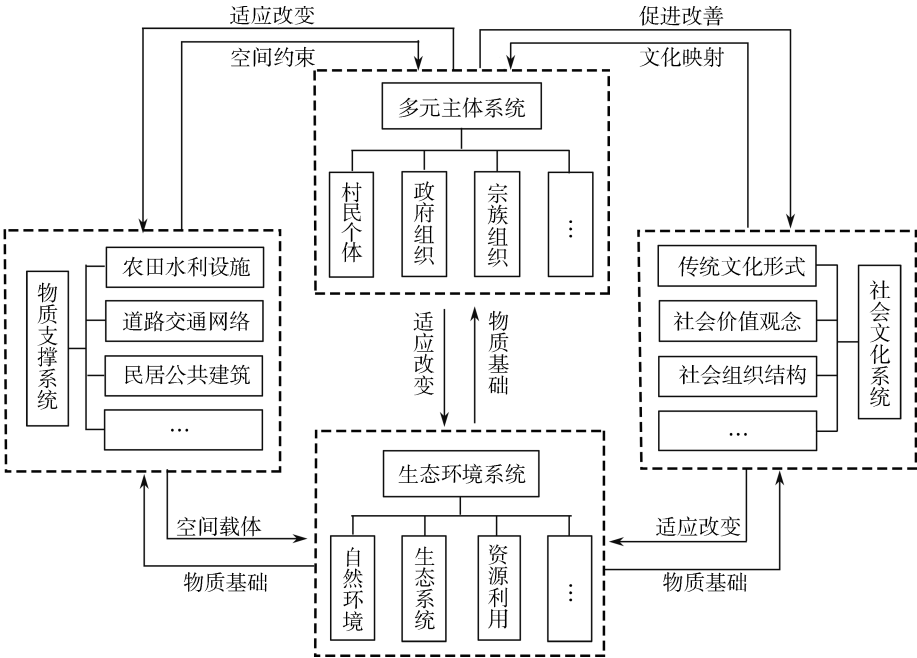 适应改变
促进改善
空间约束
文化映射
多元主体系统
村民个体
政府组织
宗族组织
…
物质支撑系统
农田水利设施
道路交通网络
民居公共建筑
…
传统文化形式
社会价值观念
社会组织结构
…
社会文化系统
适应改变
物质基础
生态环境系统
自然环境
生态系统
资源利用
…
空间载体
物质基础
适应改变
物质基础